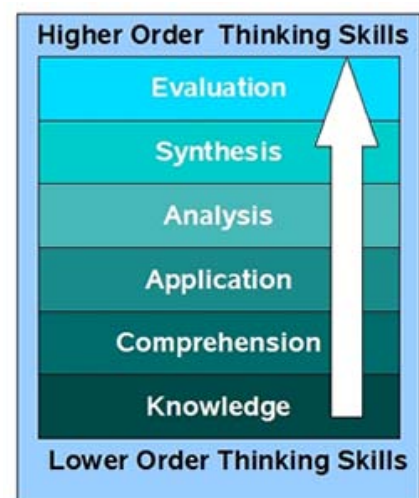 Higher Order Thinking Skills
Evaluation
Synthesis
Analysis
Application
Comprehension
Knowledge
Lower Order Thinking Skills